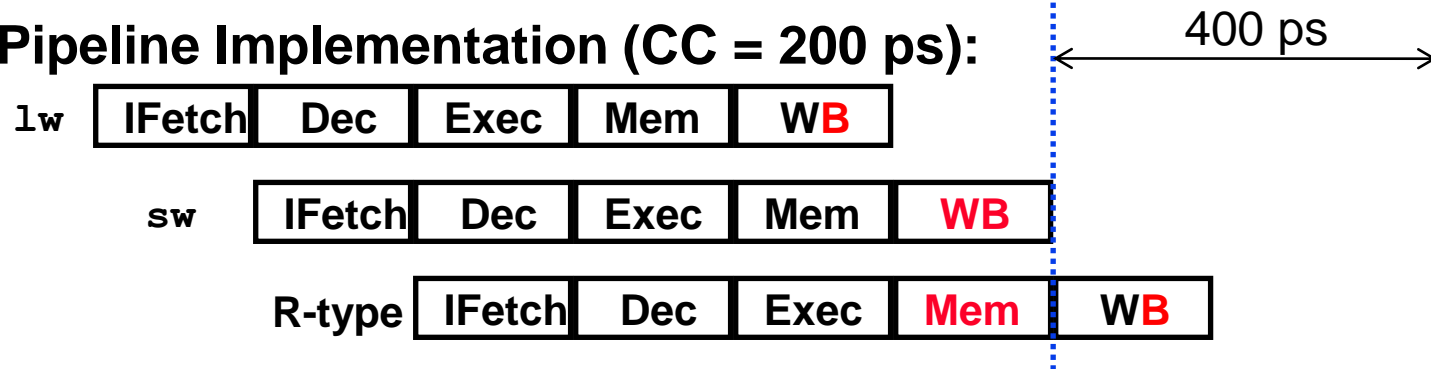 Pipeline Implementation (CC = 200 ps):
400 ps
lw IFetch Dec Exec Mem WB
sw IFetch Dec Exec Mem WB
R-type IFetch Dec Exec Mem WB